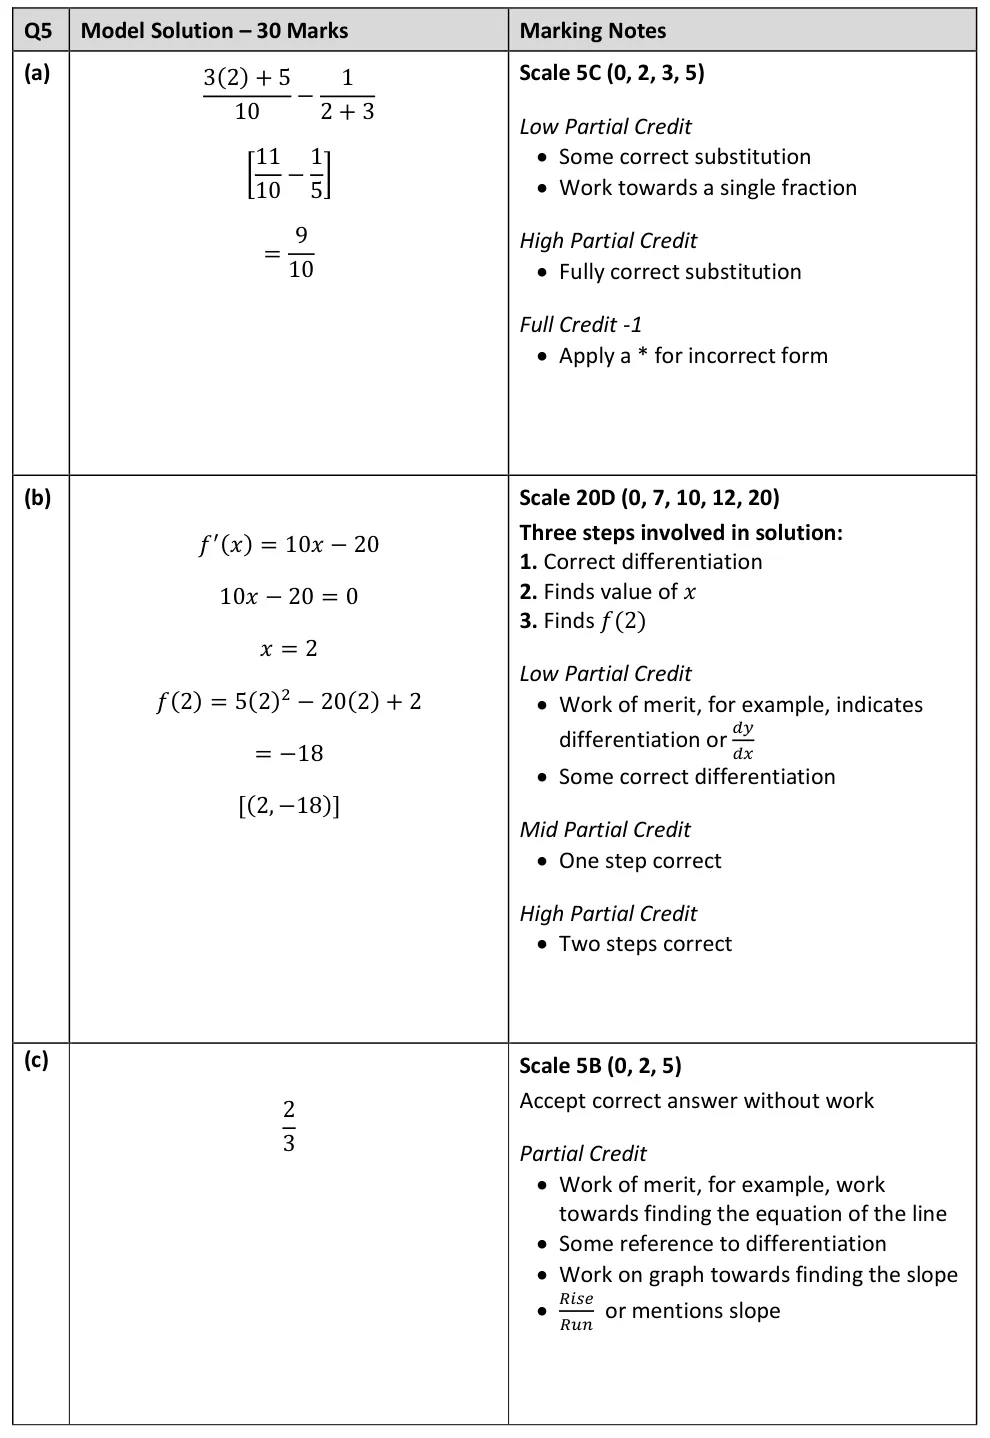 Q5 Model Solution – 30 Marks Marking Notes
(a)
3(2) + 5 / 10 − 1 / 2 + 3
[11/10 − 1/5]
= 9/10
Scale 5C (0, 2, 3, 5)
Low Partial Credit
• Some correct substitution
• Work towards a single fraction
High Partial Credit
• Fully correct substitution
Full Credit -1
• Apply a * for incorrect form
(b)
f′(x) = 10x − 20
10x − 20 = 0
x = 2
f(2) = 5(2)² − 20(2) + 2
= −18
[(2, −18)]
Scale 20D (0, 7, 10, 12, 20)
Three steps involved in solution:
1. Correct differentiation
2. Finds value of x
3. Finds f(2)
Low Partial Credit
• Work of merit, for example, indicates
differentiation or dy/dx
• Some correct differentiation
Mid Partial Credit
• One step correct
High Partial Credit
• Two steps correct
(c)
2/3
Scale 5B (0, 2, 5)
Accept correct answer without work
Partial Credit
• Work of merit, for example, work
towards finding the equation of the line
• Some reference to differentiation
• Work on graph towards finding the slope
• Rise/Run or mentions slope